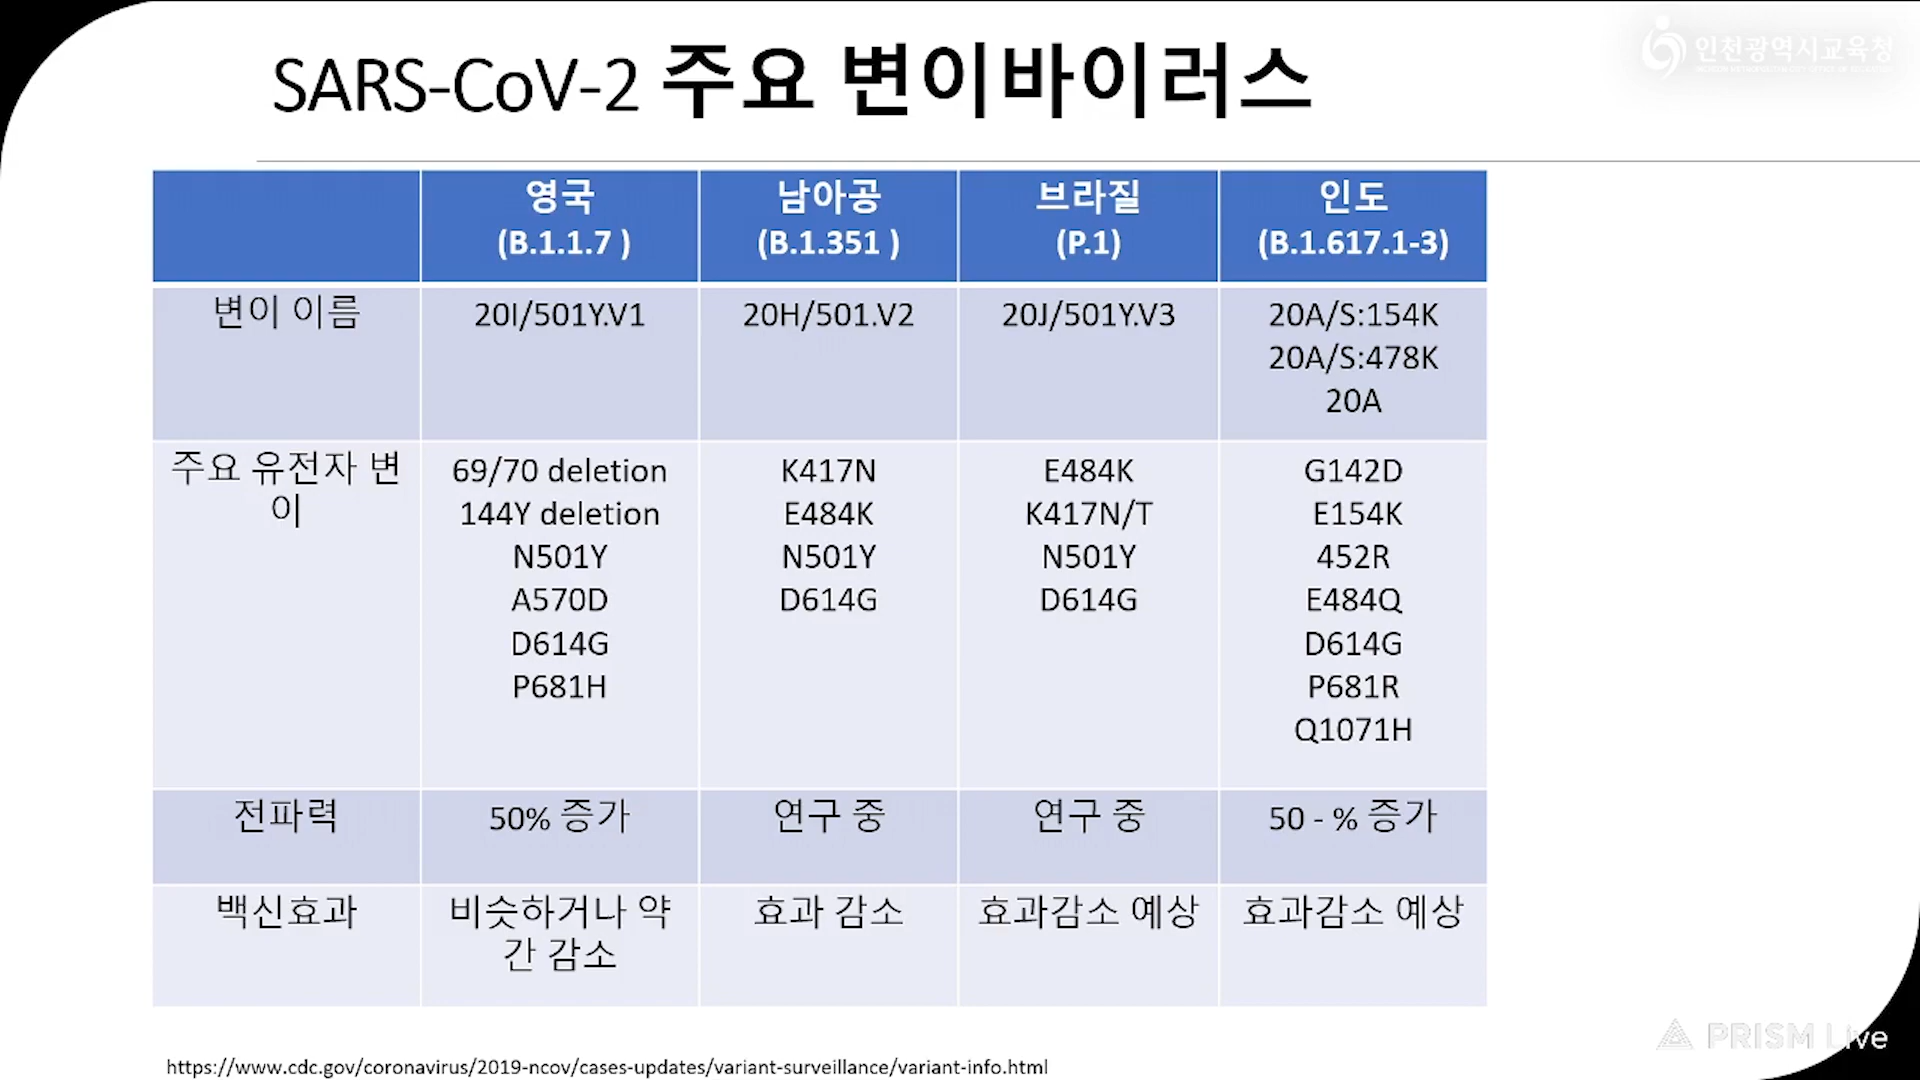 SARS-CoV-2 주요 변이바이러스
인천광역시교육청
영국 남아공 브라질 인도
(B.1.1.7 ) (B.1.351 ) (P.1) (B.1.617.1-3)
변이 이름 20I/501Y.V1 20H/501.V2 20J/501Y.V3 20A/S:154K
20A/S:478K
20A
주요 유전자 변 69/70 deletion K417N E484K G142D
이 144Y deletion E484K K417N/T E154K
N501Y N501Y N501Y 452R
A570D D614G D614G E484Q
D614G D614G
P681H P681R
Q1071H
전파력 50% 증가 연구 중 연구 중 50 - % 증가
백신효과 비슷하거나 약 효과 감소 효과감소 예상 효과감소 예상
간 감소
PRISM Live
https://www.cdc.gov/coronavirus/2019-ncov/cases-updates/variant-surveillance/variant-info.html